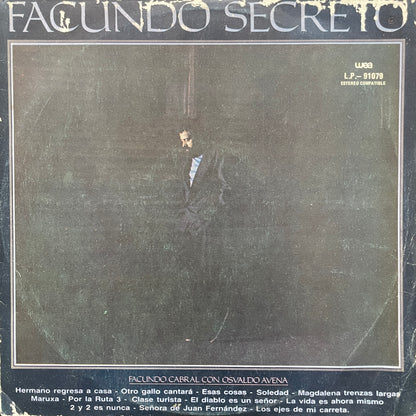 FACUNDO SECRETO
wea
L.P.- 91079
ESTEREO COMPATIBLE
FACUNDO CABRAL CON OSVALDO AVENA
Hermano regresa a casa - Otro gallo cantará - Esas cosas - Soledad - Magdalena trenzas largas
Maruxa - Por la Ruta 3 - Clase turista - El diablo es un señor - La vida es ahora mismo
2 y 2 es nunca - Señora de Juan Fernández - Los ejes de mi carreta.